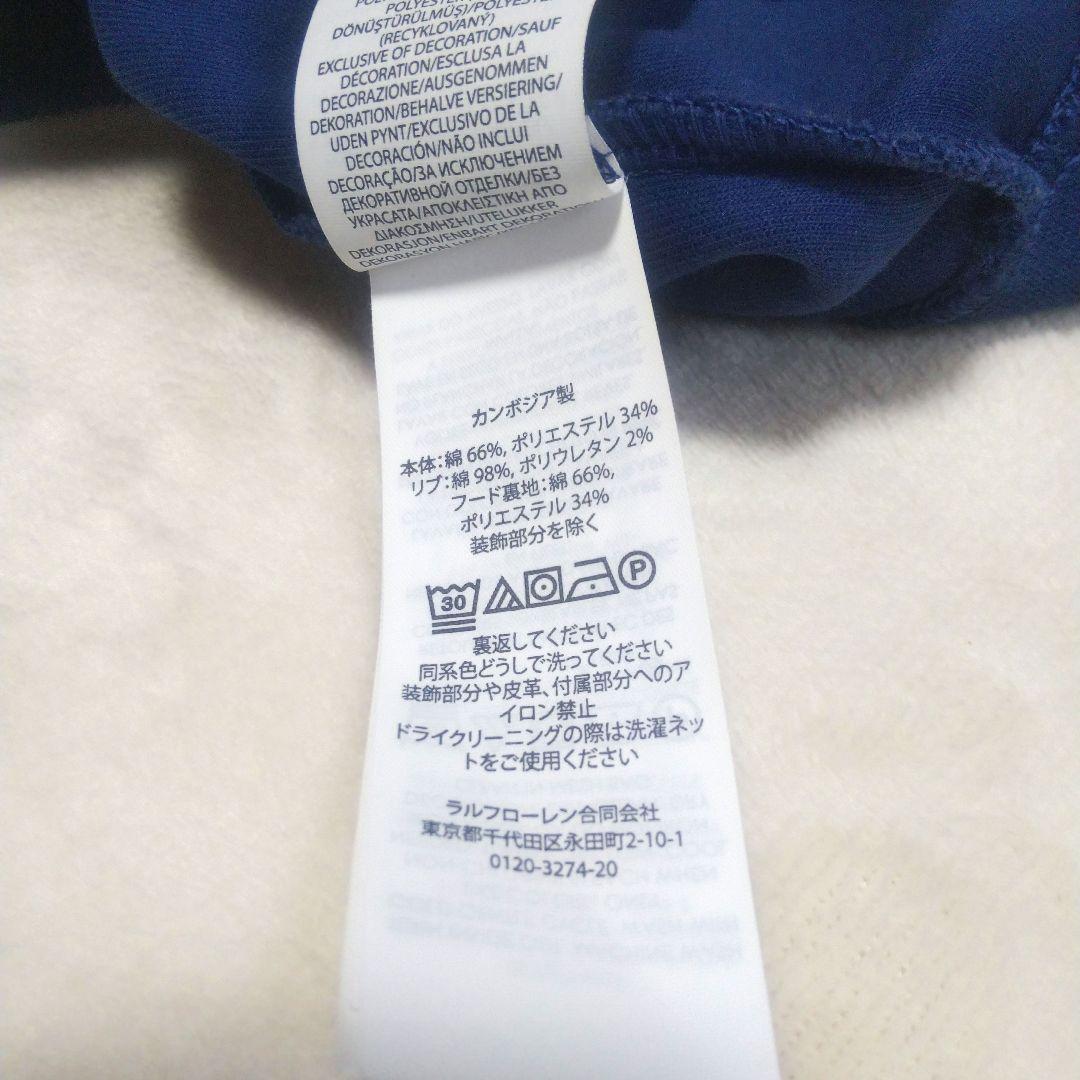 POLYESTER
DÖNÜŞTÜRÜLMÜŞ)/POLYESTER
(RECYKLOVANÝ)
EXCLUSIVE OF DECORATION/SAUF
DÉCORATION/ESCLUSA LA
DECORAZIONE/AUSGENOMMEN
DEKORATION/BEHALVE VERSIERING/
UDEN PYNT/EXCLUSIVO DE LA
DECORACIÓN/NÃO INCLUI
DECORAÇÃO/ЗА ИСКЛЮЧЕНИЕМ
ДЕКОРАТИВНОЙ ОТДЕЛКИ/БЕЗ
УКРАСАТА/ΑΠΟΚΛΕΙΣΤΙΚΗ ΑΠΟ
ΔΙΑΚΟΣΜΗΣΗ/UTELUKKER
DEKORASJON/ENBART DEKORATION/
DEKORASYON
カンボジア製
本体:綿 66%, ポリエステル 34%
リブ:綿 98%, ポリウレタン 2%
フード裏地:綿 66%,
ポリエステル 34%
装飾部分を除く
30 P
裏返してください
同系色どうしで洗ってください
装飾部分や皮革、付属部分へのア
イロン禁止
ドライクリーニングの際は洗濯ネッ
トをご使用ください
ラルフローレン合同会社
東京都千代田区永田町2-10-1
0120-3274-20